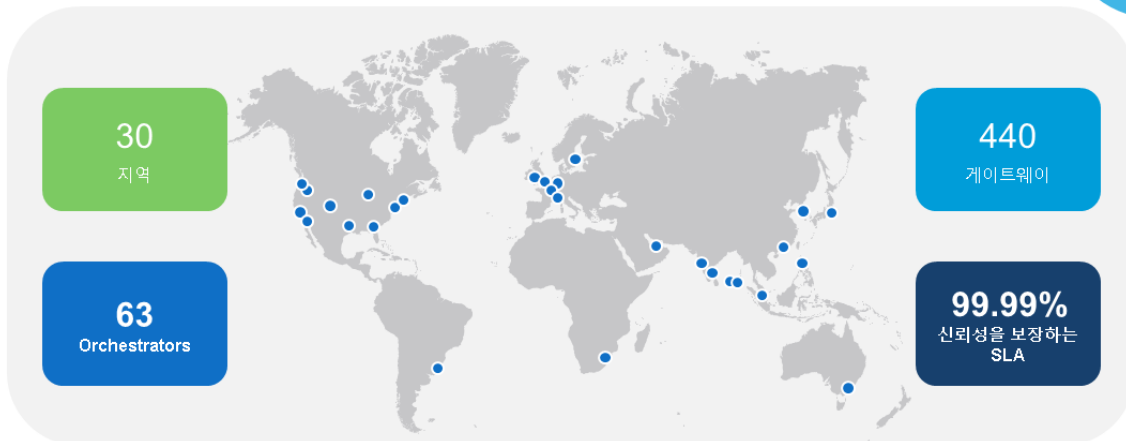 30
지역
63
Orchestrators
440
게이트웨이
99.99%
신뢰성을 보장하는
SLA